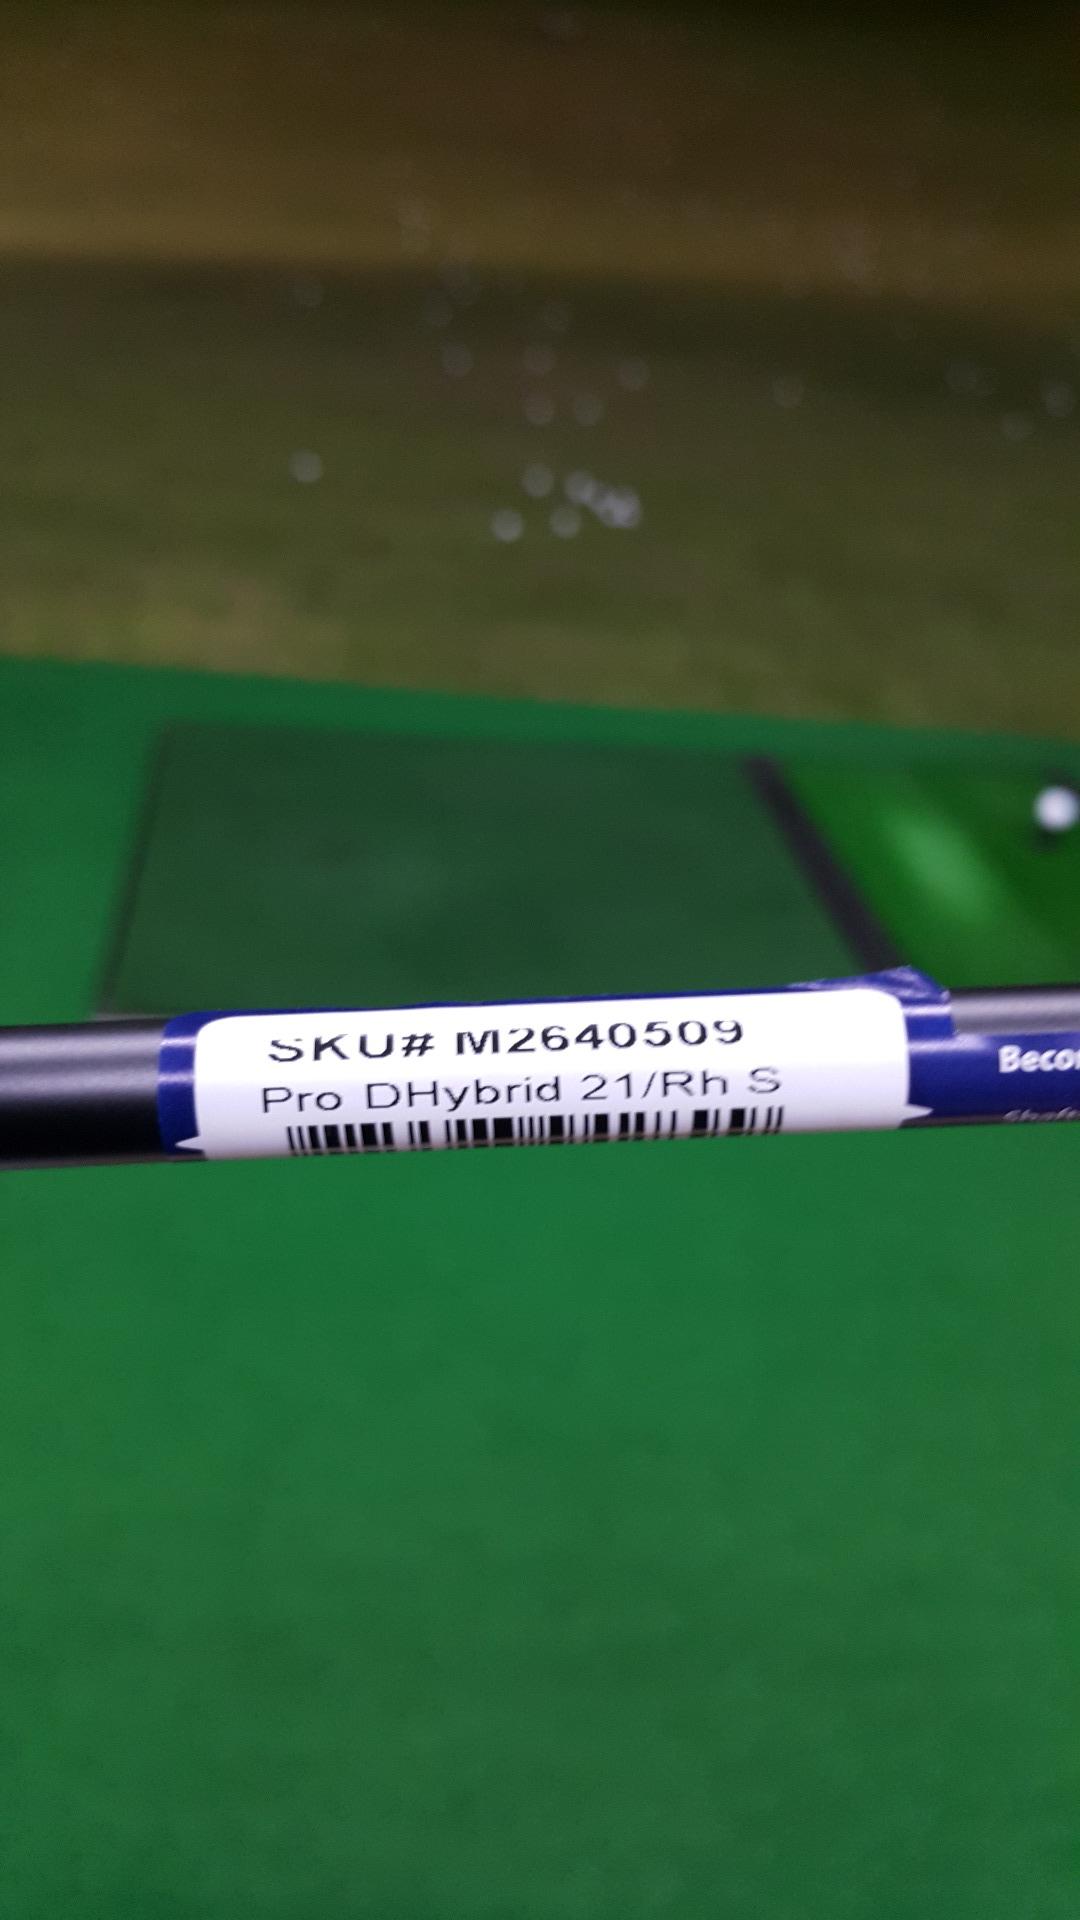 SKU# M2640509
Pro DHybrid 21/Rh S